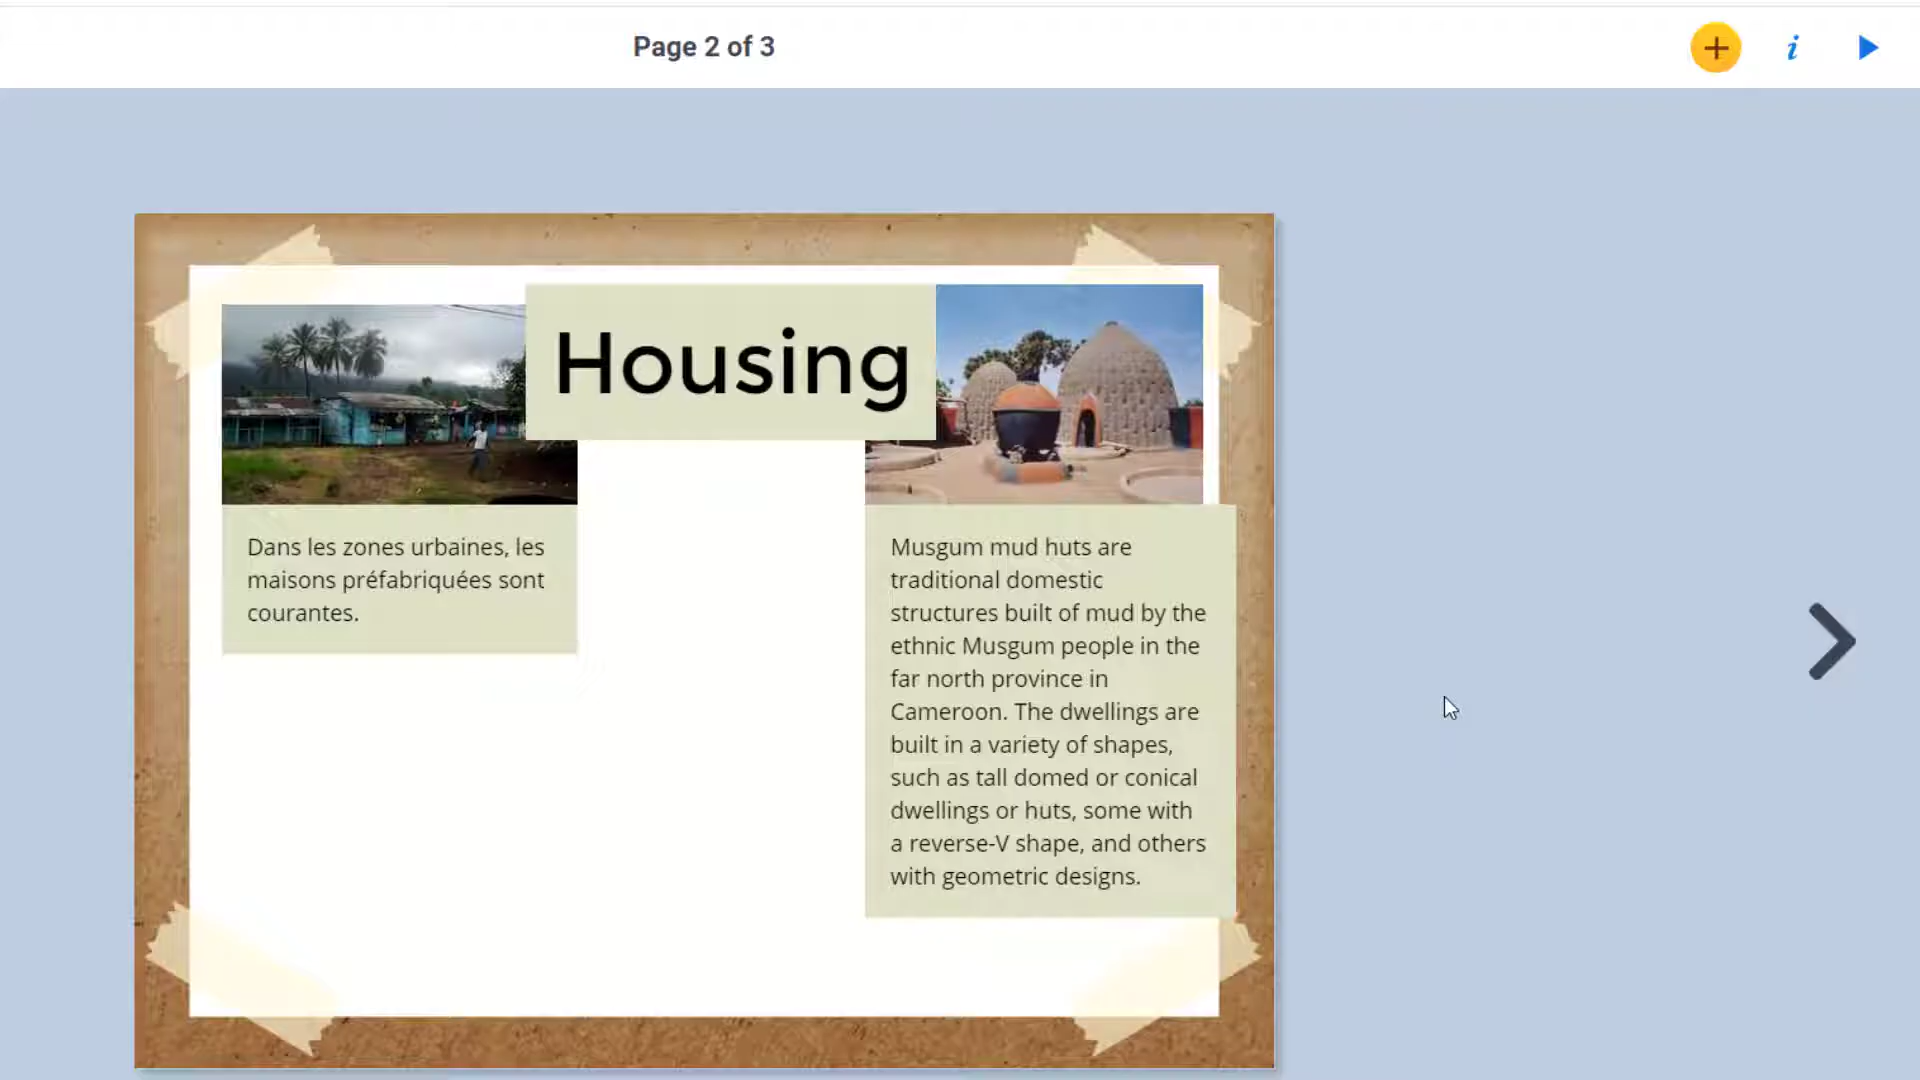 Page 2 of 3
Housing
Dans les zones urbaines, les
maisons préfabriquées sont
courantes.
Musgum mud huts are
traditional domestic
structures built of mud by the
ethnic Musgum people in the
far north province in
Cameroon. The dwellings are
built in a variety of shapes,
such as tall domed or conical
dwellings or huts, some with
a reverse-V shape, and others
with geometric designs.